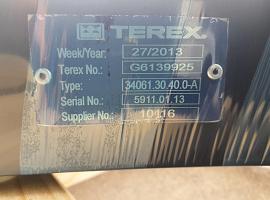 TEREX
Week/Year: 27/2013
Terex No.: G6139925
Type: 34061.30.40.0-A
Serial No.: 5911.01.13
Supplier No.: 10116